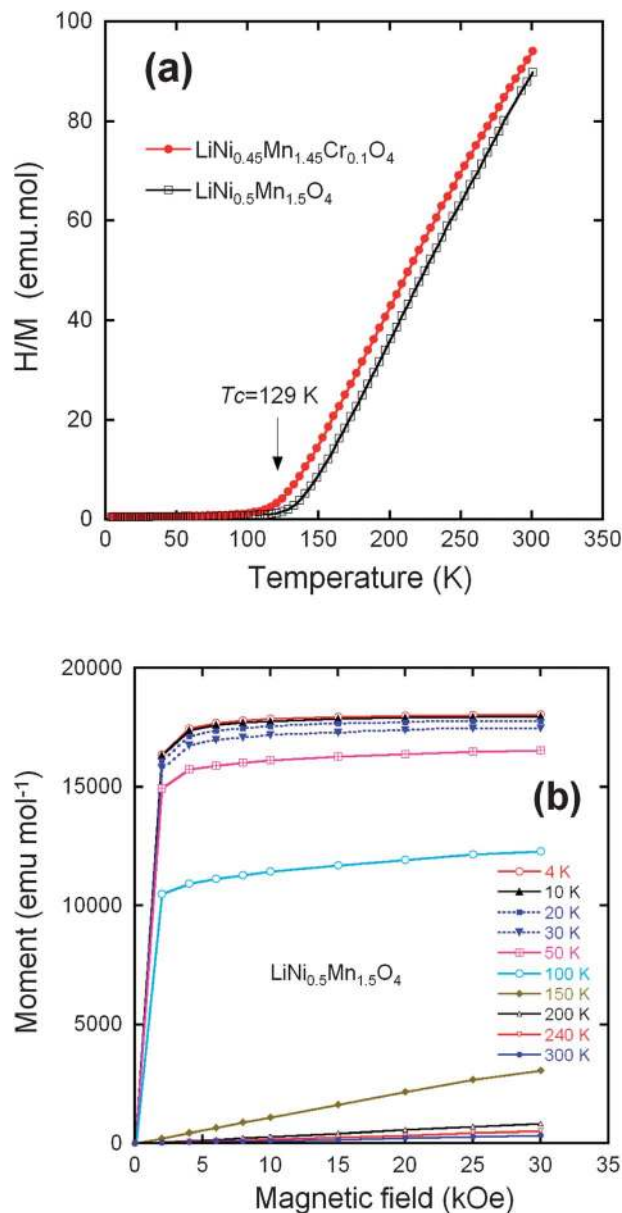 (a)
LiNi0.45Mn1.45Cr0.1O4
LiNi0.5Mn1.5O4
H/M (emu.mol)
100
80
60
40
20
0
Tc=129 K
0 50 100 150 200 250 300 350
Temperature (K)
20000
15000
10000
5000
0
Moment (emu mol-1)
(b)
4 K
10 K
20 K
30 K
50 K
100 K
150 K
200 K
240 K
300 K
LiNi0.5Mn1.5O4
0 5 10 15 20 25 30 35
Magnetic field (kOe)